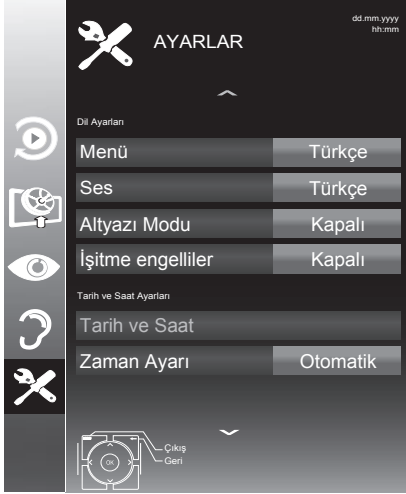 AYARLAR
dd.mm.yyyy
hh:mm
Dil Ayarları
Menü Türkçe
Ses Türkçe
Altyazı Modu Kapalı
İşitme engelliler Kapalı
Tarih ve Saat Ayarları
Tarih ve Saat
Zaman Ayarı Otomatik
OK
Çıkış
Geri